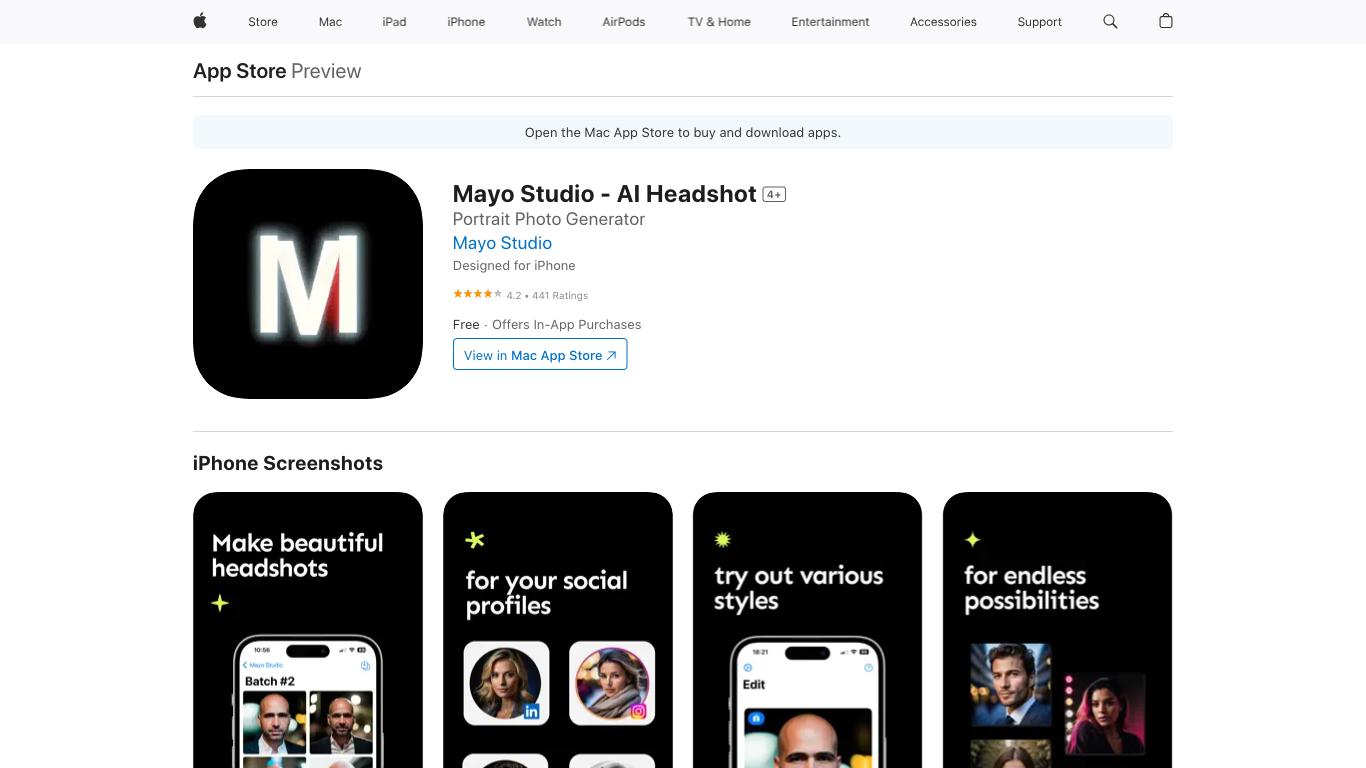 Store Mac iPad iPhone Watch AirPods TV & Home Entertainment Accessories Support
App Store Preview
Open the Mac App Store to buy and download apps.
M
Mayo Studio - AI Headshot 4+
Portrait Photo Generator
Mayo Studio
Designed for iPhone
4.2 • 441 Ratings
Free · Offers In-App Purchases
View in Mac App Store
iPhone Screenshots
Make beautiful
headshots
10:56
Mayo Studio
Batch #2
for your social
profiles
in
try out various
styles
18:21
Edit
for endless
possibilities